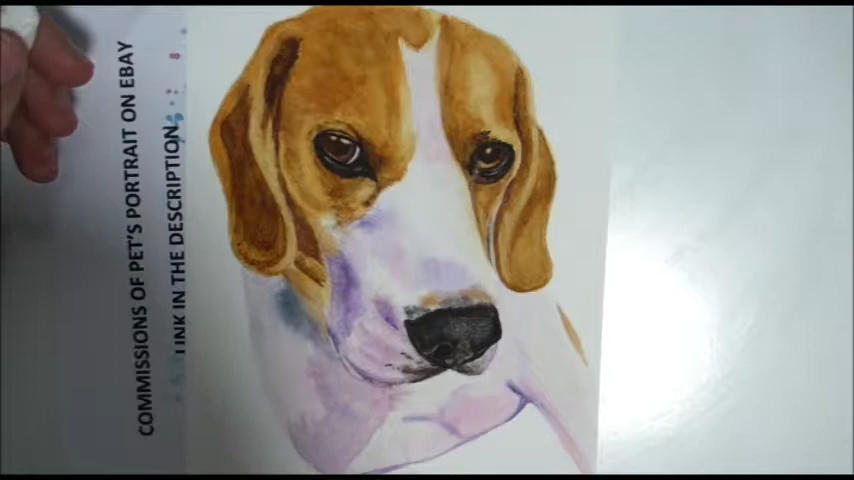 COMMISSIONS OF PET'S PORTRAIT ON EBAY
LINK IN THE DESCRIPTION